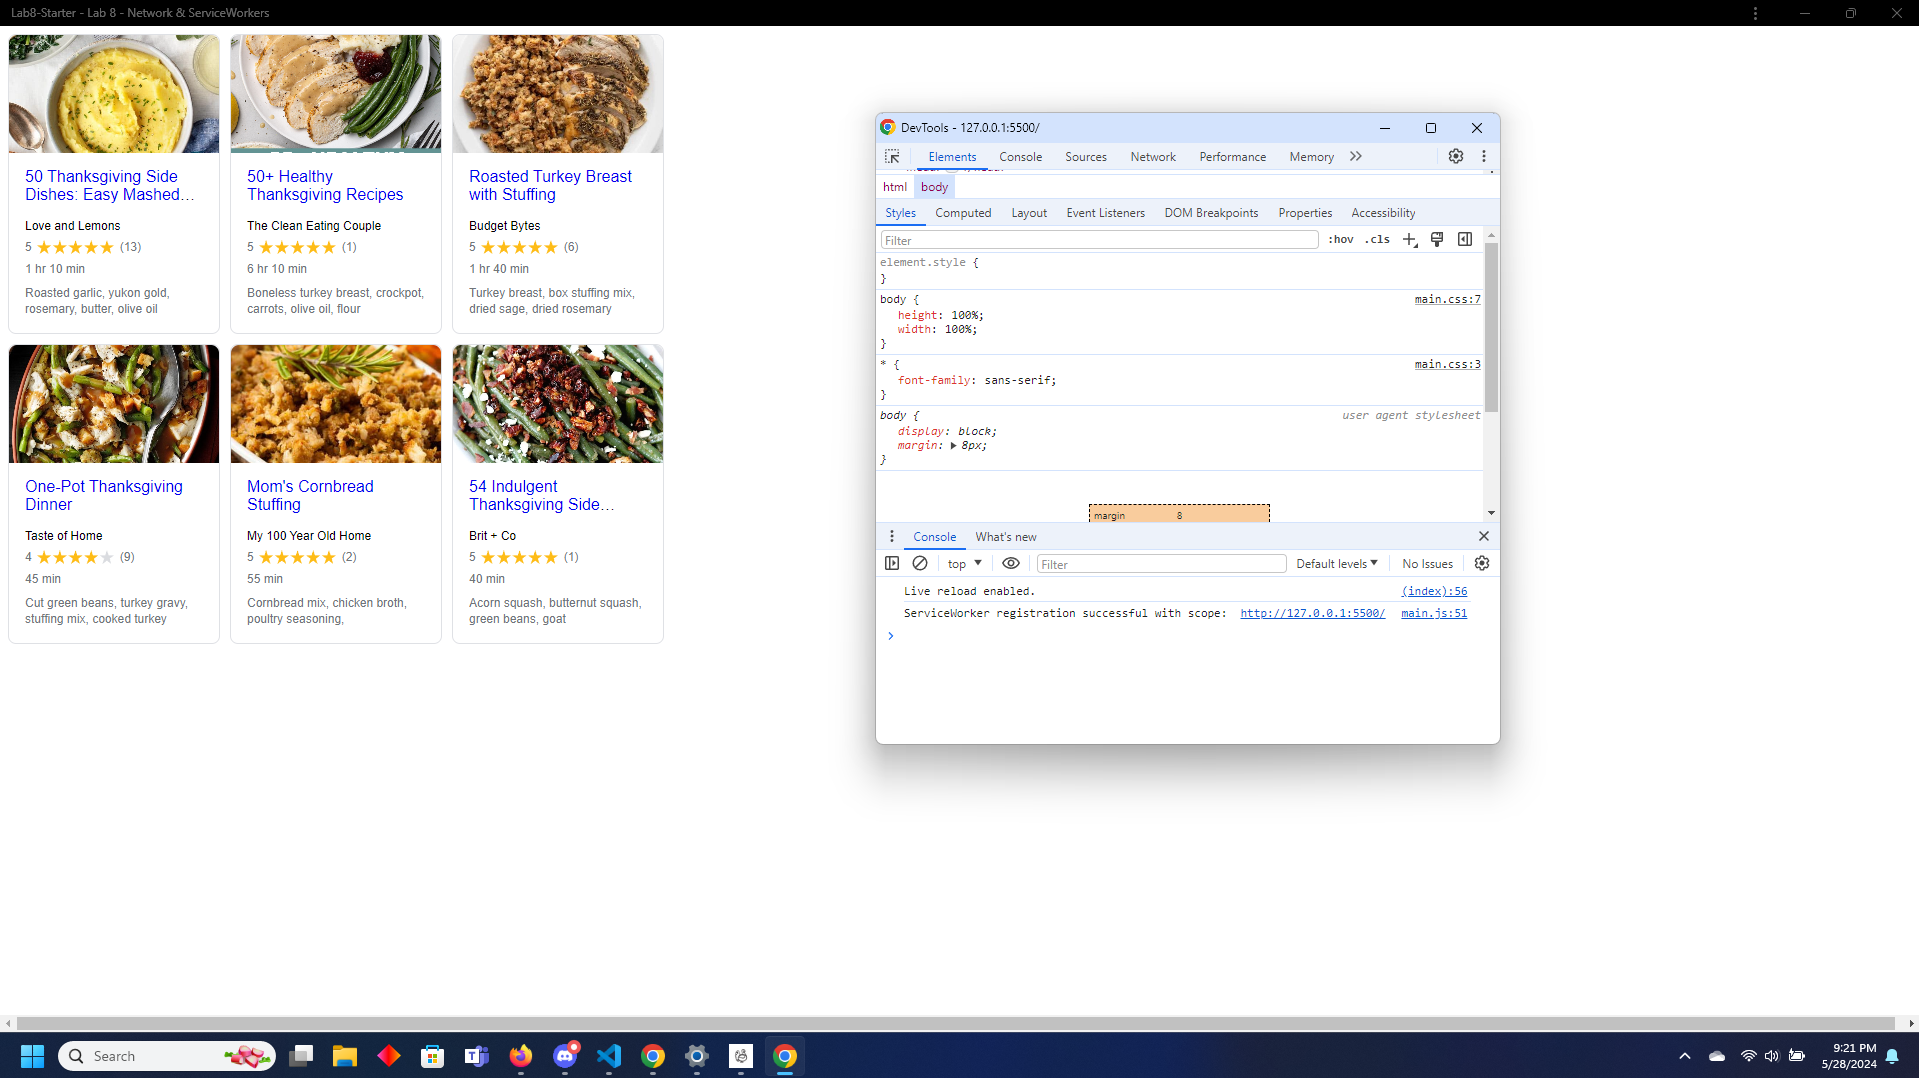 Lab8-Starter - Lab 8 - Network & ServiceWorkers
50 Thanksgiving Side
Dishes: Easy Mashed…
Love and Lemons
5 (13)
1 hr 10 min
Roasted garlic, yukon gold,
rosemary, butter, olive oil
50+ Healthy
Thanksgiving Recipes
The Clean Eating Couple
5 (1)
6 hr 10 min
Boneless turkey breast, crockpot,
carrots, olive oil, flour
Roasted Turkey Breast
with Stuffing
Budget Bytes
5 (6)
1 hr 40 min
Turkey breast, box stuffing mix,
dried sage, dried rosemary
One-Pot Thanksgiving
Dinner
Taste of Home
4 (9)
45 min
Cut green beans, turkey gravy,
stuffing mix, cooked turkey
Mom's Cornbread
Stuffing
My 100 Year Old Home
5 (2)
55 min
Cornbread mix, chicken broth,
poultry seasoning,
54 Indulgent
Thanksgiving Side…
Brit + Co
5 (1)
40 min
Acorn squash, butternut squash,
green beans, goat
DevTools - 127.0.0.1:5500/
Elements Console Sources Network Performance Memory
html body
Styles Computed Layout Event Listeners DOM Breakpoints Properties Accessibility
Filter :hov .cls
element.style {
}
body { main.css:7
height: 100%;
width: 100%;
}
* { main.css:3
font-family: sans-serif;
}
body { user agent stylesheet
display: block;
margin: 8px;
}
margin 8
Console What's new
top Filter Default levels No Issues
Live reload enabled. (index):56
ServiceWorker registration successful with scope: http://127.0.0.1:5500/ main.js:51
Search
9:21 PM
5/28/2024